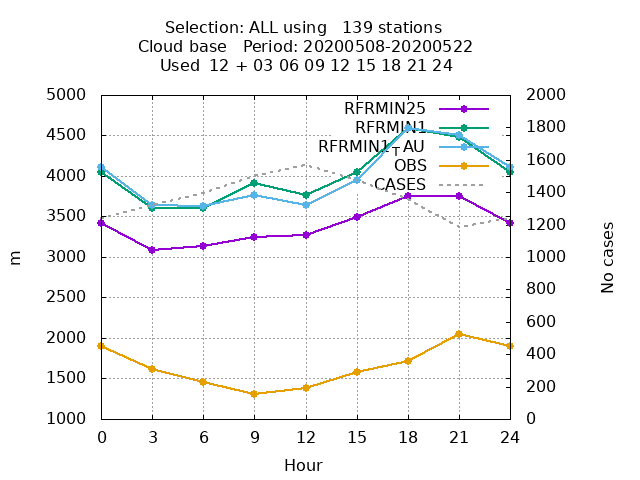 Selection: ALL using   139 stations
Cloud base   Period: 20200508-20200522
Used  12 + 03 06 09 12 15 18 21 24
5000 2000
RFRMIN25
RFRMIN1
RFRMIN1_TAU
OBS
CASES
4500
4000
3500
3000
2500
2000
1500
1000
1800
1600
1400
1200
1000
800
600
400
200
0
m
No cases
0 3 6 9 12 15 18 21 24
Hour